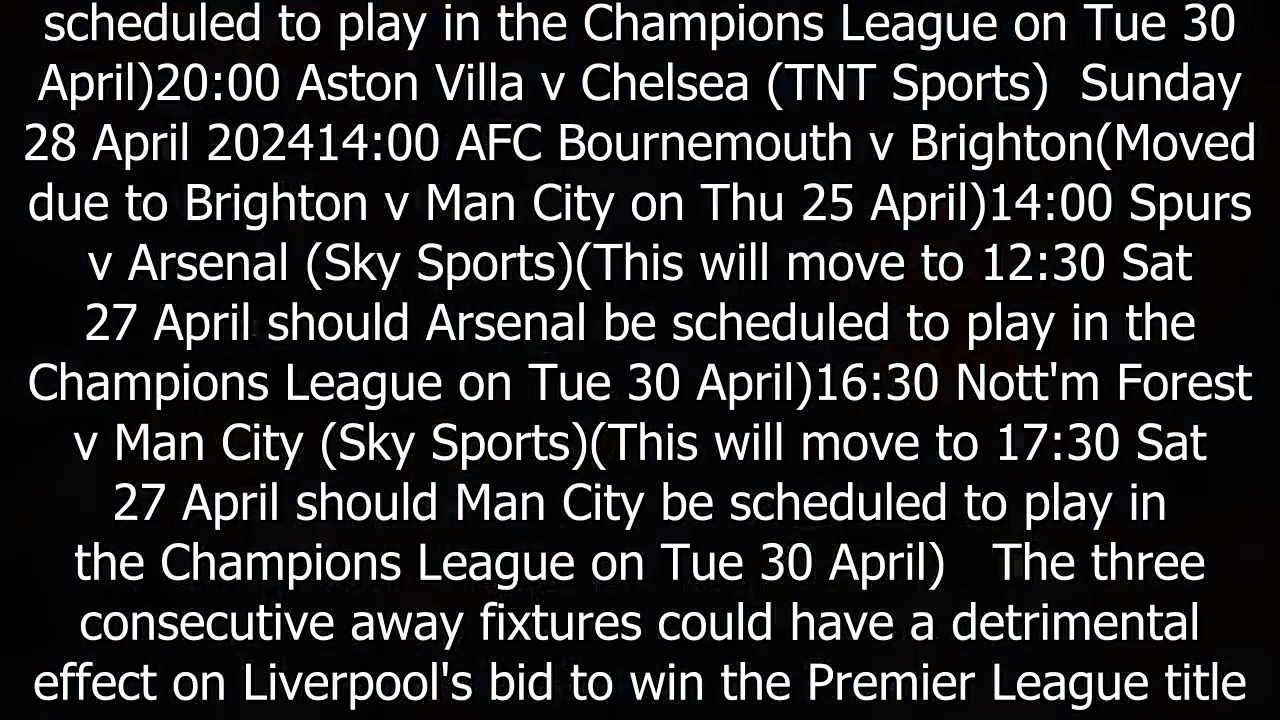 scheduled to play in the Champions League on Tue 30
April)20:00 Aston Villa v Chelsea (TNT Sports)  Sunday
28 April 202414:00 AFC Bournemouth v Brighton(Moved
due to Brighton v Man City on Thu 25 April)14:00 Spurs
v Arsenal (Sky Sports)(This will move to 12:30 Sat
27 April should Arsenal be scheduled to play in the
Champions League on Tue 30 April)16:30 Nott'm Forest
v Man City (Sky Sports)(This will move to 17:30 Sat
27 April should Man City be scheduled to play in
the Champions League on Tue 30 April)   The three
consecutive away fixtures could have a detrimental
effect on Liverpool's bid to win the Premier League title